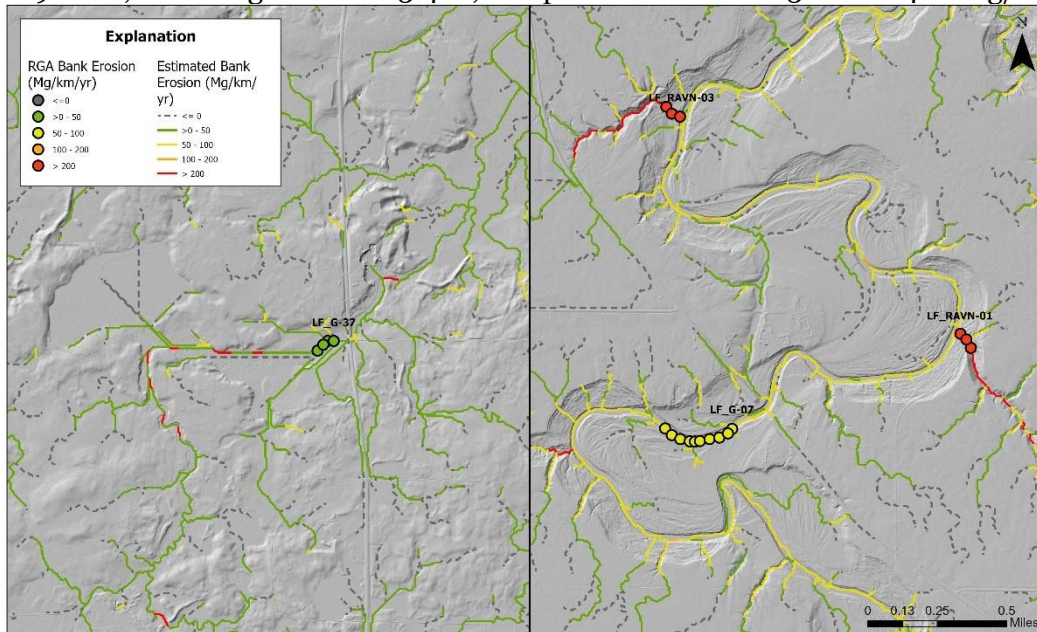 Explanation
RGA Bank Erosion
(Mg/km/yr)
<=0
>0 - 50
50 - 100
100 - 200
> 200
Estimated Bank
Erosion (Mg/km/
yr)
<= 0
>0 - 50
50 - 100
100 - 200
> 200
LF_G-37
N
LF_RAVN-03
LF_RAVN-01
LF_G-07
0 0.13 0.25 0.5
Miles